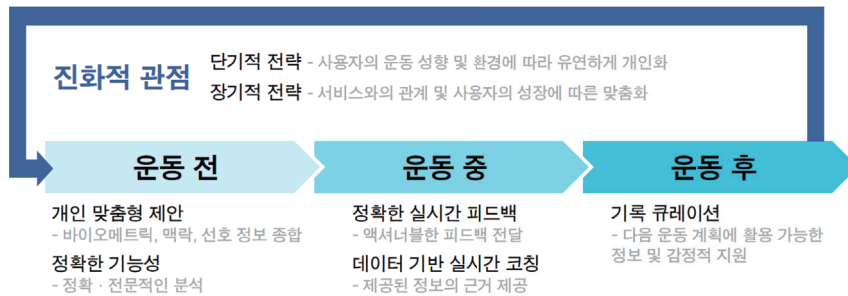 진화적 관점
단기적 전략 - 사용자의 운동 성향 및 환경에 따라 유연하게 개인화
장기적 전략 - 서비스와의 관계 및 사용자의 성장에 따른 맞춤화
운동 전
운동 중
운동 후
개인 맞춤형 제안
- 바이오메트릭, 맥락, 선호 정보 종합
정확한 기능성
- 정확 · 전문적인 분석
정확한 실시간 피드백
- 액셔너블한 피드백 전달
데이터 기반 실시간 코칭
- 제공된 정보의 근거 제공
기록 큐레이션
- 다음 운동 계획에 활용 가능한
정보 및 감정적 지원